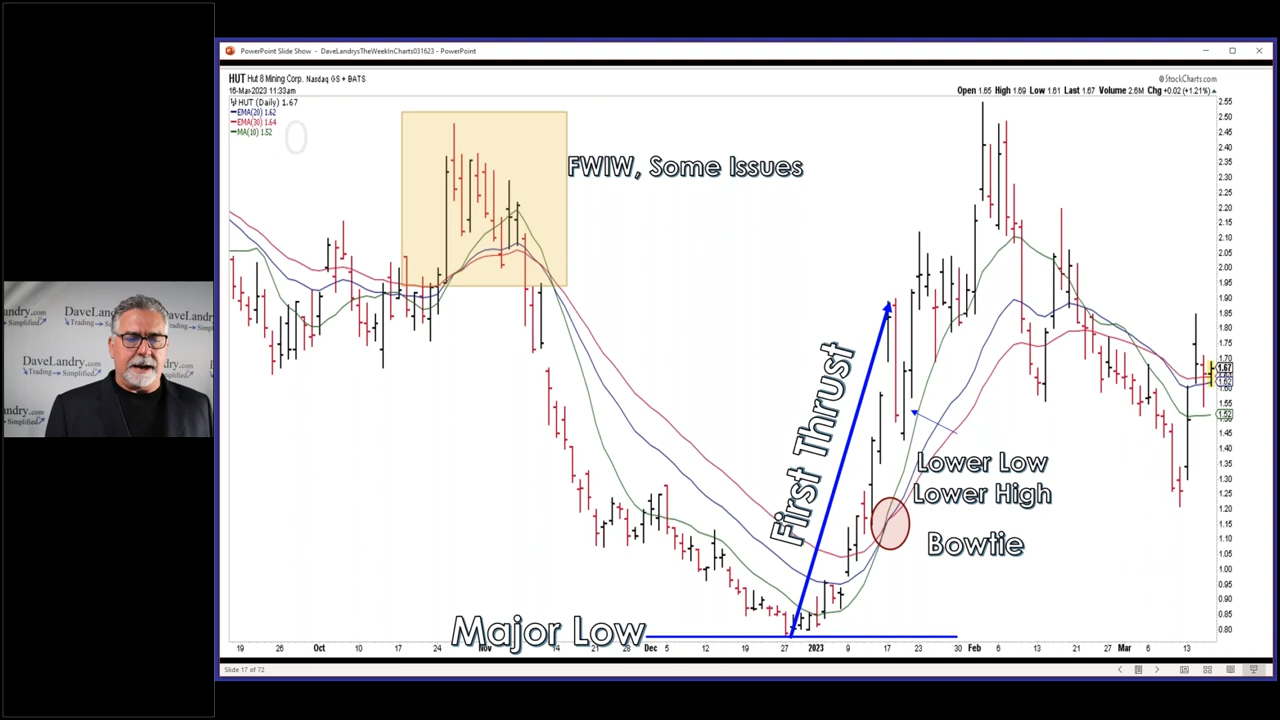 PowerPoint Slide Show - DaveLandrysTheWeekInCharts031623 - PowerPoint
HUT Hut 8 Mining Corp. Nasdaq GS + BATS
© StockCharts.com
16-Mar-2023 11:33am
Open 1.65 High 1.69 Low 1.61 Last 1.67 Volume 2.6M Chg +0.02 (+1.21%)
HUT (Daily) 1.67
EMA(20) 1.62
EMA(30) 1.64
MA(10) 1.52
FWIW, Some Issues
First Thrust
Lower Low
Lower High
Bowtie
Major Low
2.55
2.50
2.45
2.40
2.35
2.30
2.25
2.20
2.15
2.10
2.05
2.00
1.95
1.90
1.85
1.80
1.75
1.70
1.67
1.62
1.60
1.55
1.52
1.45
1.40
1.35
1.30
1.25
1.20
1.15
1.10
1.05
1.00
0.95
0.90
0.85
0.80
19 26 Oct 10 17 24 Nov 14 21 28 Dec 5 12 19 27 2023 9 17 23 30 Feb 6 13 21 27 Mar 6 13
Slide 17 of 72
DaveLandry.com
Trading Simplified